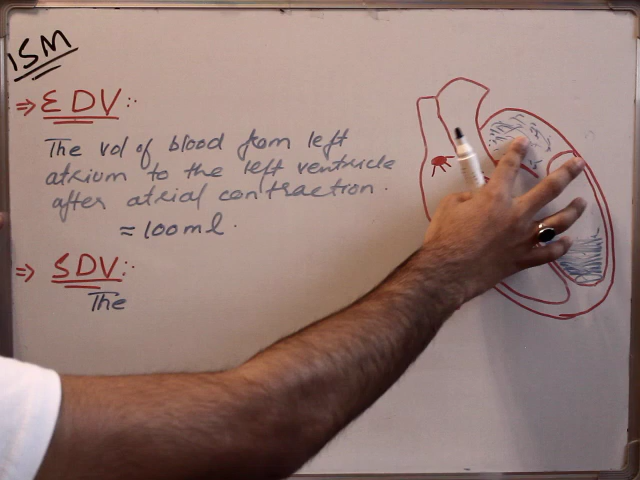 ISM
⇒ EDV:
The vol of blood from left
atrium to the left ventricle
after atrial contraction.
≈ 100ml.
⇒ SDV:
The